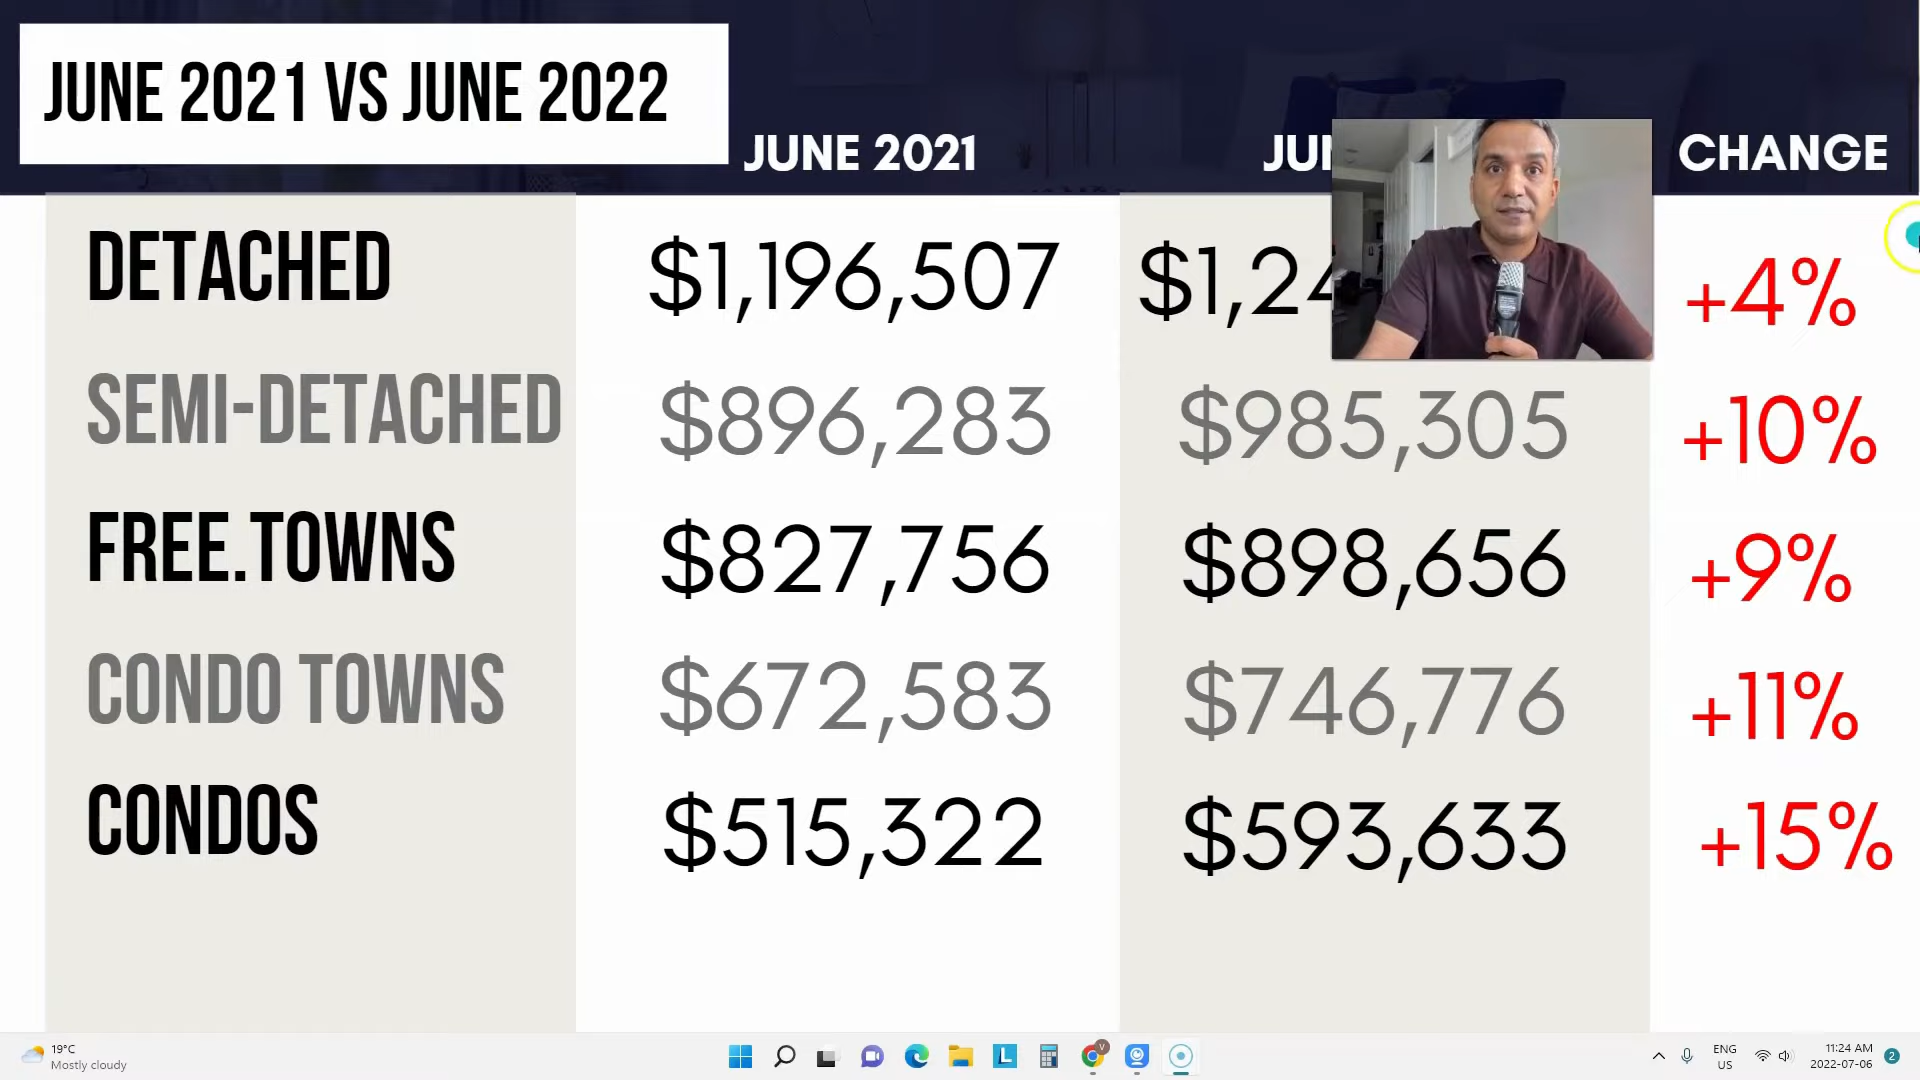 JUNE 2021 VS JUNE 2022
JUNE 2021
CHANGE
DETACHED $1,196,507 +4%
SEMI-DETACHED $896,283 $985,305 +10%
FREE.TOWNS $827,756 $898,656 +9%
CONDO TOWNS $672,583 $746,776 +11%
CONDOS $515,322 $593,633 +15%
19°C
Mostly cloudy
L
V
ENG
US
11:24 AM
2022-07-06
2